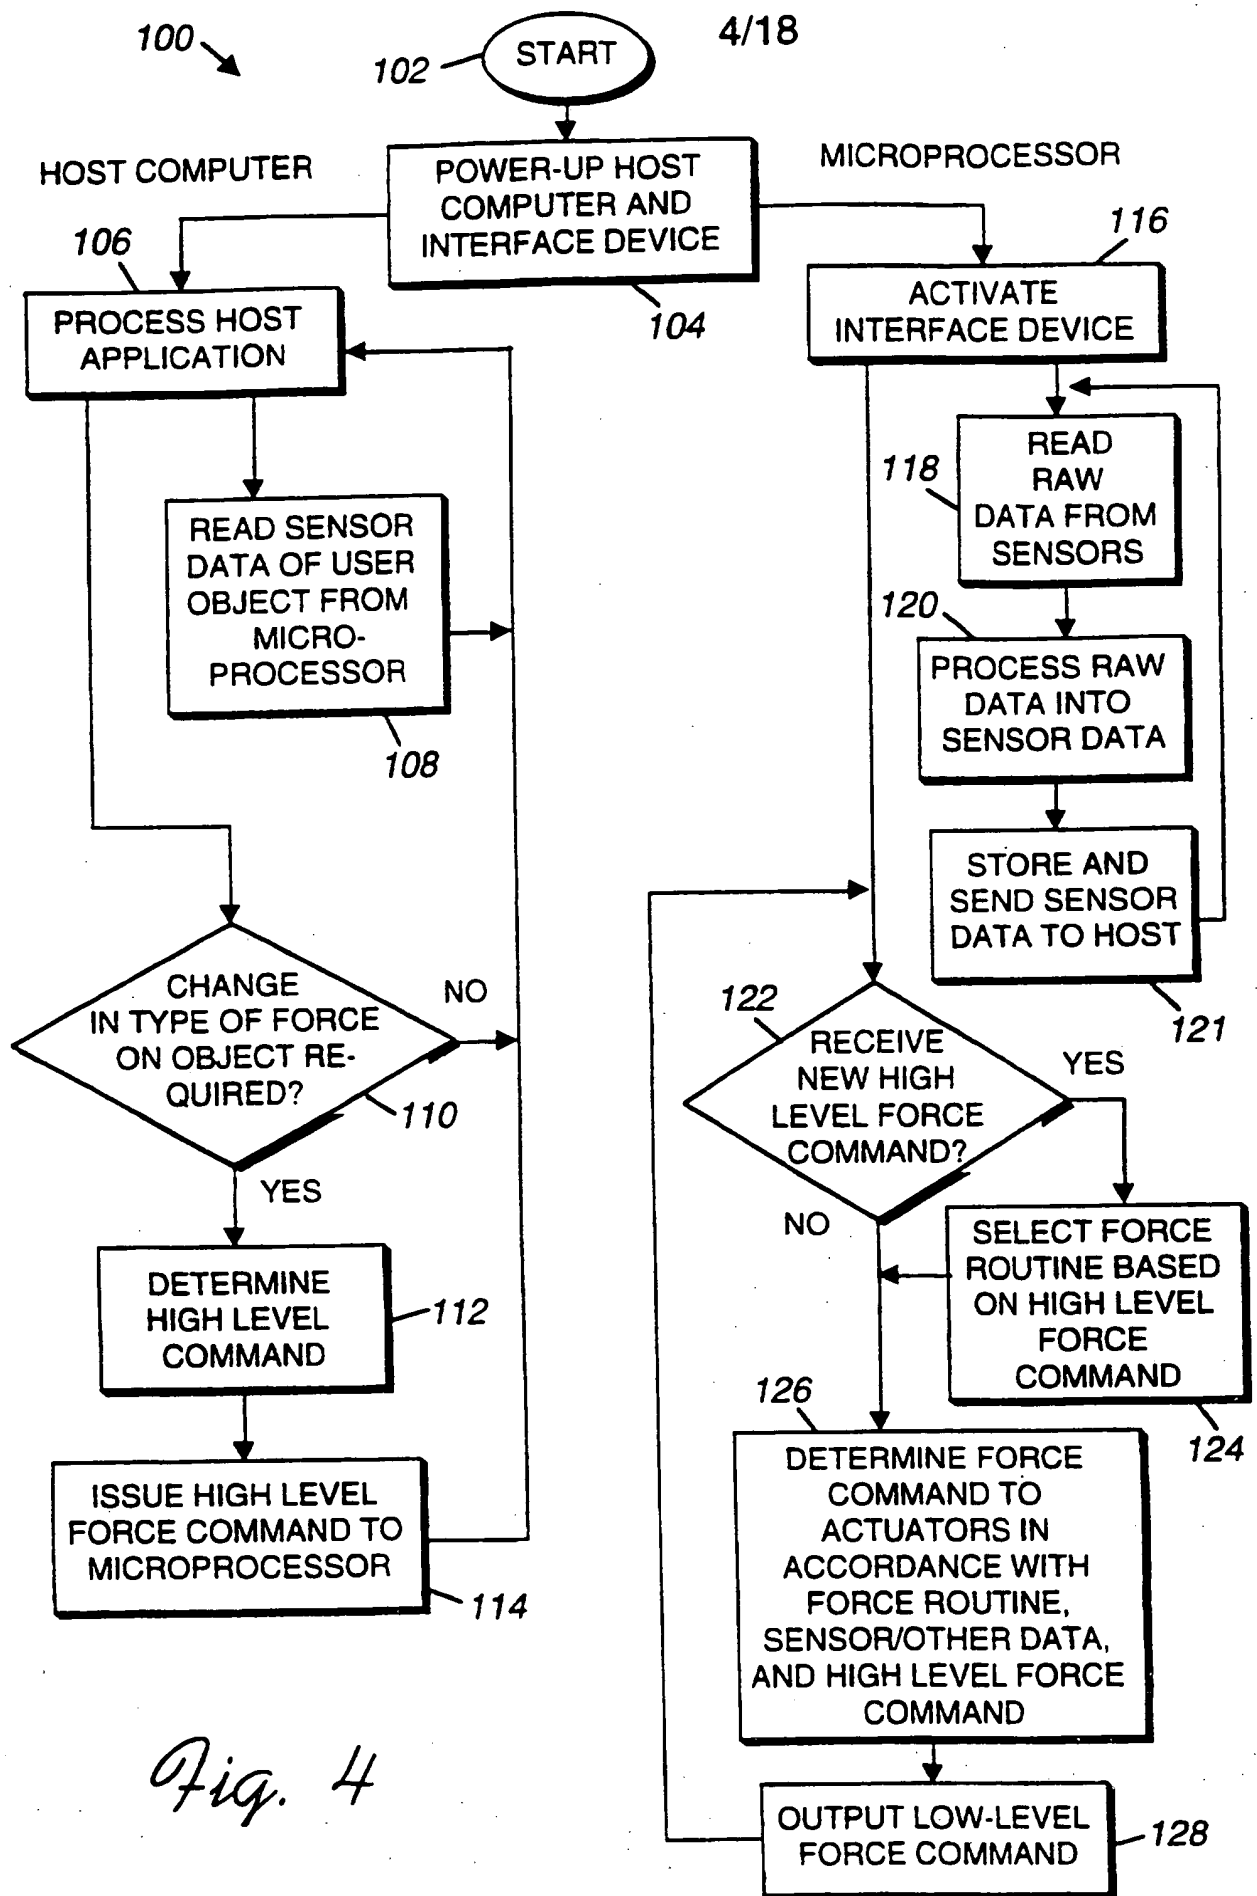 100
4/18
102
START
HOST COMPUTER
POWER-UP HOST
COMPUTER AND
INTERFACE DEVICE
104
MICROPROCESSOR
106
PROCESS HOST
APPLICATION
READ SENSOR
DATA OF USER
OBJECT FROM
MICRO-
PROCESSOR
108
CHANGE
IN TYPE OF FORCE
ON OBJECT RE-
QUIRED?
NO
110
YES
DETERMINE
HIGH LEVEL
COMMAND
112
ISSUE HIGH LEVEL
FORCE COMMAND TO
MICROPROCESSOR
114
116
ACTIVATE
INTERFACE DEVICE
118
READ
RAW
DATA FROM
SENSORS
120
PROCESS RAW
DATA INTO
SENSOR DATA
STORE AND
SEND SENSOR
DATA TO HOST
121
122
RECEIVE
NEW HIGH
LEVEL FORCE
COMMAND?
YES
NO
SELECT FORCE
ROUTINE BASED
ON HIGH LEVEL
FORCE
COMMAND
124
126
DETERMINE FORCE
COMMAND TO
ACTUATORS IN
ACCORDANCE WITH
FORCE ROUTINE,
SENSOR/OTHER DATA,
AND HIGH LEVEL FORCE
COMMAND
OUTPUT LOW-LEVEL
FORCE COMMAND
128
Fig. 4